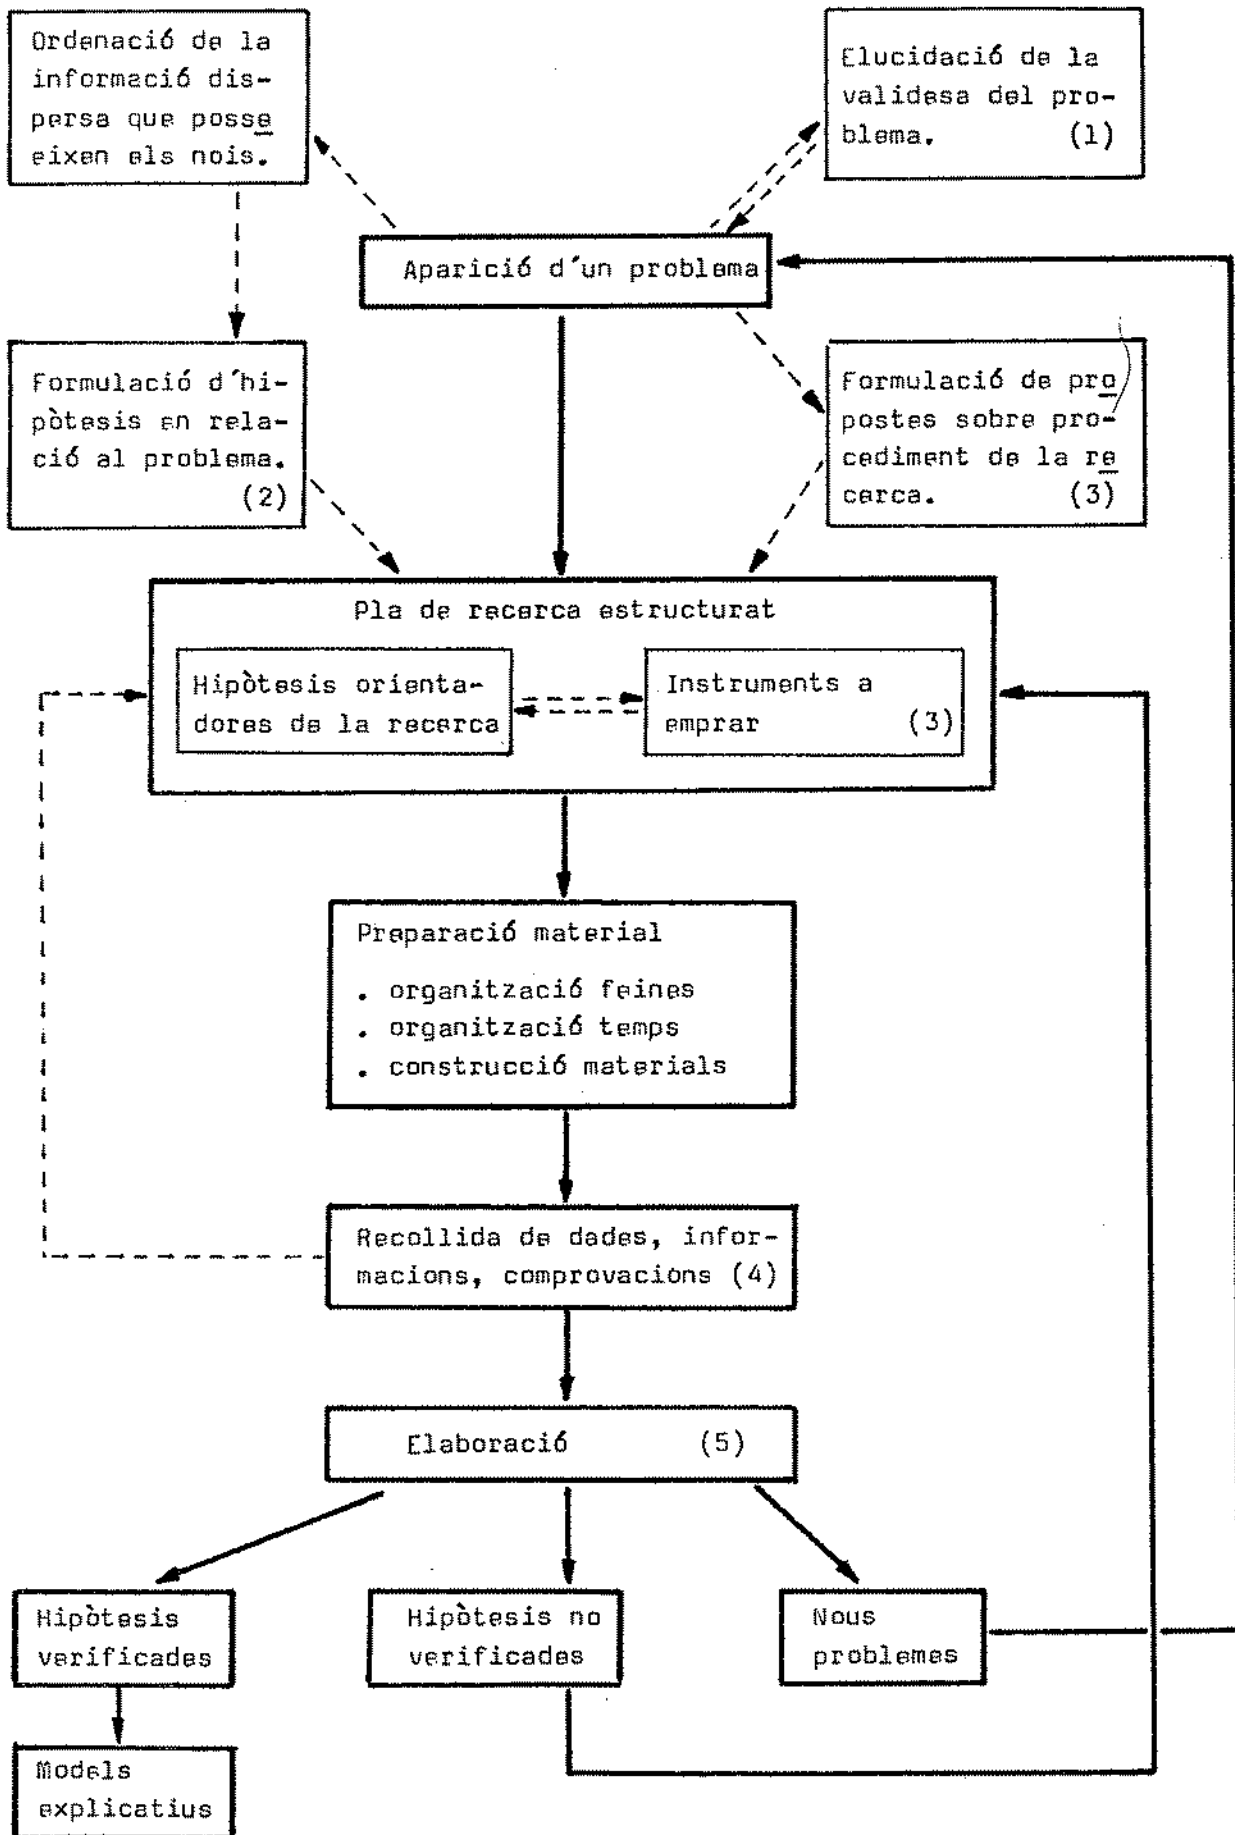 Ordenació de la
informació dis-
persa que posse
eixen els nois.
Elucidació de la
validesa del pro-
blema. (1)
Aparició d'un problema
Formulació d'hi-
pòtesis en rela-
ció al problema.
(2)
Formulació de pro
postes sobre pro-
cediment de la re
cerca. (3)
Pla de recerca estructurat
Hipòtesis orienta-
dores de la recerca
Instruments a
emprar (3)
Preparació material
. organització feines
. organització temps
. construcció materials
Recollida de dades, infor-
macions, comprovacions (4)
Elaboració (5)
Hipòtesis
verificades
Hipòtesis no
verificades
Nous
problemes
Models
explicatius